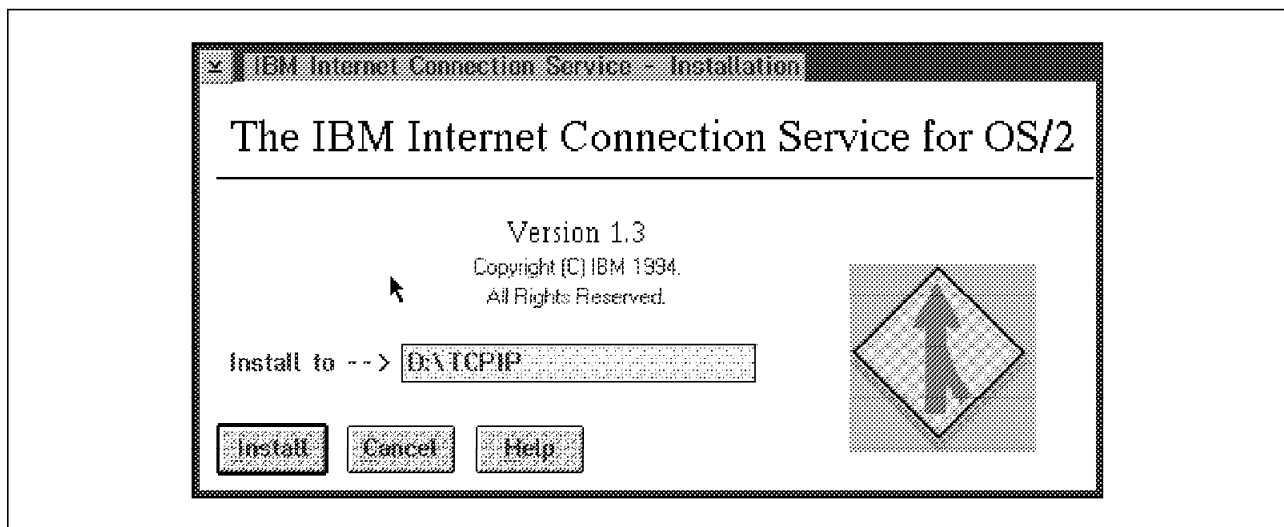 IBM Internet Connection Service - Installation
The IBM Internet Connection Service for OS/2
Version 1.3
Copyright (C) IBM 1994.
All Rights Reserved.
Install to --> D:\TCPIP
Install Cancel Help